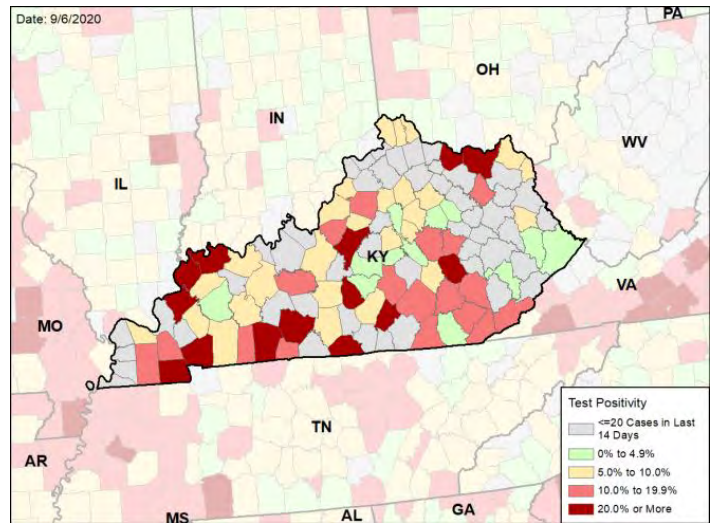 Date: 9/6/2020
PA
OH
IN
WV
IL
KY
VA
MO
TN
AR
MS
AL
GA
Test Positivity
<=20 Cases in Last
14 Days
0% to 4.9%
5.0% to 10.0%
10.0% to 19.9%
20.0% or More